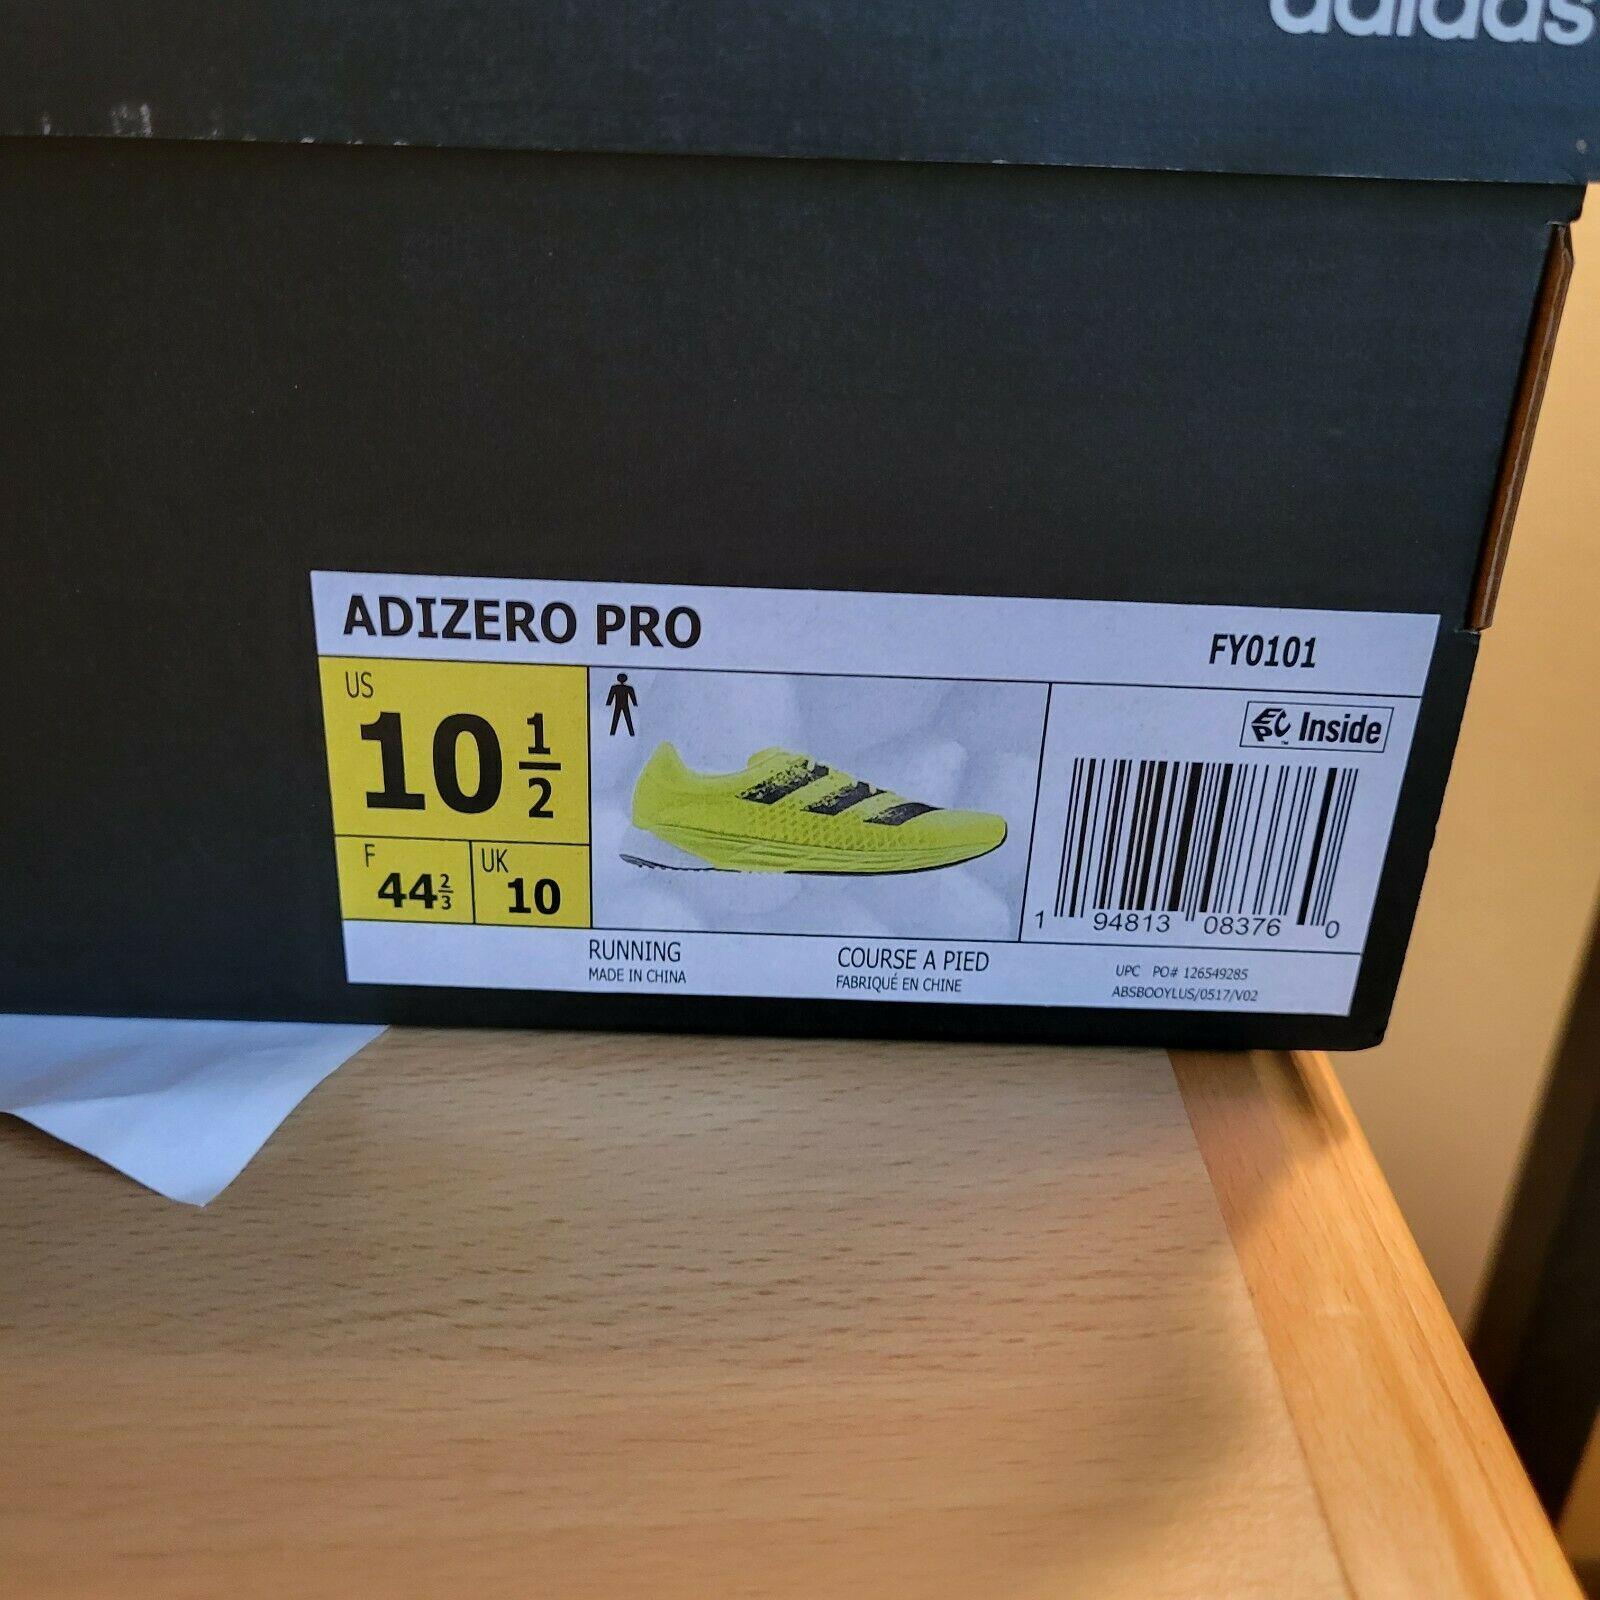 adidas
ADIZERO PRO
FY0101
US
10 1/2
F
44 2/3
UK
10
EPC™ Inside
1 94813 08376 0
RUNNING
MADE IN CHINA
COURSE A PIED
FABRIQUÉ EN CHINE
UPC PO# 126549285
ABSBOOYLUS/0517/V02